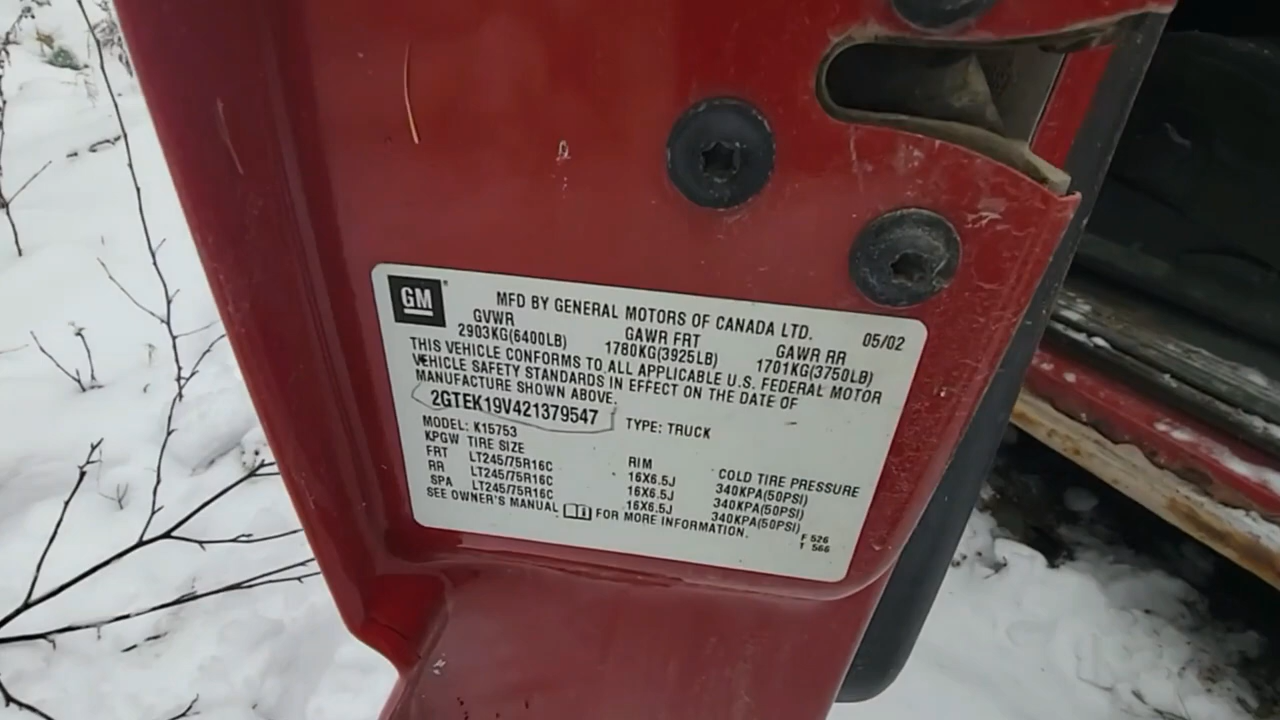 GM
MFD BY GENERAL MOTORS OF CANADA LTD. 05/02
GVWR GAWR FRT GAWR RR
2903KG(6400LB) 1780KG(3925LB) 1701KG(3750LB)
THIS VEHICLE CONFORMS TO ALL APPLICABLE U.S. FEDERAL MOTOR
VEHICLE SAFETY STANDARDS IN EFFECT ON THE DATE OF
MANUFACTURE SHOWN ABOVE.
2GTEK19V421379547 TYPE: TRUCK
MODEL: K15753
KPGW TIRE SIZE RIM COLD TIRE PRESSURE
FRT LT245/75R16C 16X6.5J 340KPA(50PSI)
RR LT245/75R16C 16X6.5J 340KPA(50PSI)
SPA LT245/75R16C 16X6.5J 340KPA(50PSI)
SEE OWNER'S MANUAL FOR MORE INFORMATION.
F 526
T 566